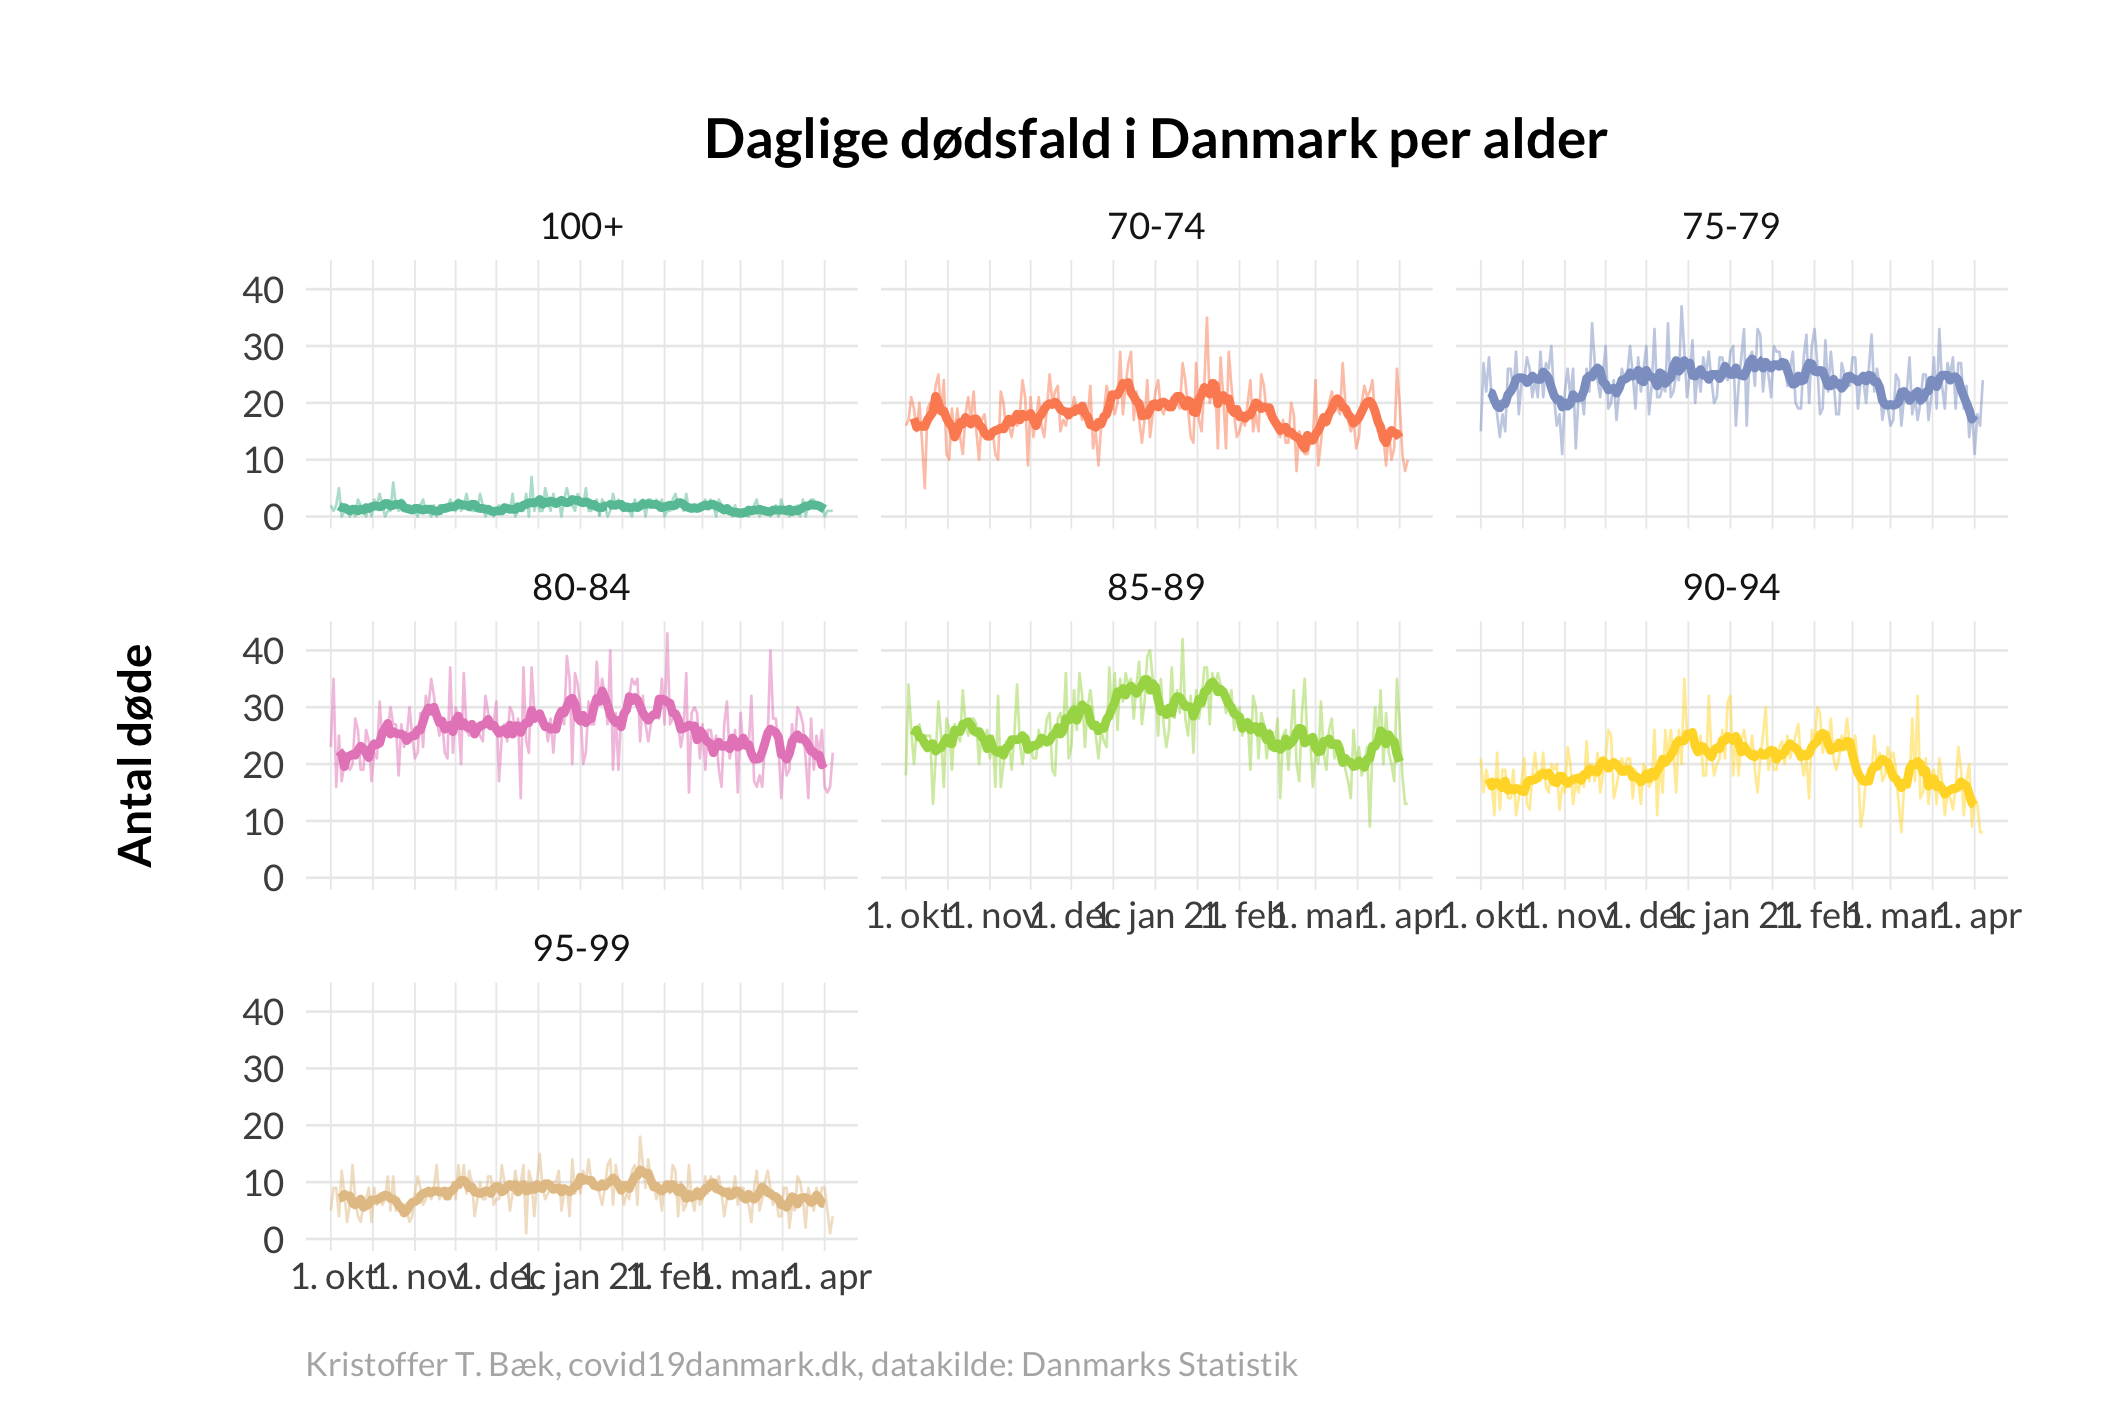 Daglige dødsfald i Danmark per alder
100+ 70-74 75-79
40
30
20
10
0
80-84 85-89 90-94
Antal døde
40
30
20
10
0
1. okt 1. nov 1. dec 1. jan 21 1. feb 1. mar 1. apr 1. okt 1. nov 1. dec 1. jan 21 1. feb 1. mar 1. apr
95-99
40
30
20
10
0
1. okt 1. nov 1. dec 1. jan 21 1. feb 1. mar 1. apr
Kristoffer T. Bæk, covid19danmark.dk, datakilde: Danmarks Statistik